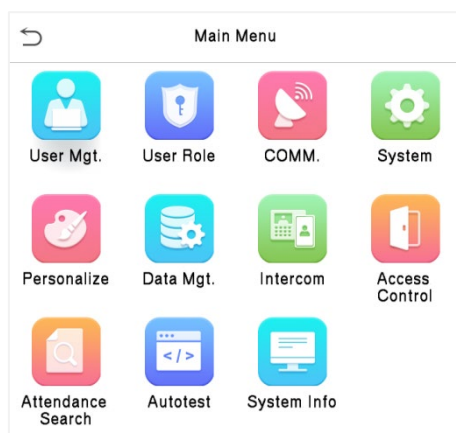 Main Menu
User Mgt.
User Role
COMM.
System
Personalize
Data Mgt.
Intercom
Access
Control
Attendance
Search
Autotest
System Info